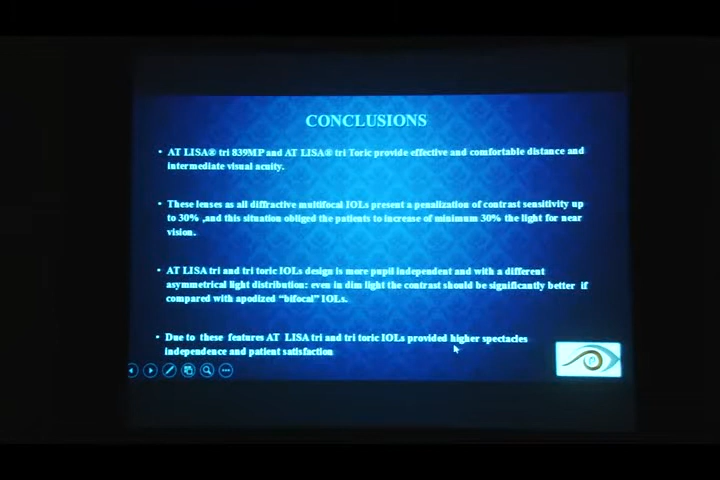 CONCLUSIONS
• AT LISA® tri 839MP and AT LISA® tri Toric provide effective and comfortable distance and
intermediate visual acuity.
• These lenses as all diffractive multifocal IOLs present a penalization of contrast sensitivity up
to 30% ,and this situation obliged the patients to increase of minimum 30% the light for near
vision.
• AT LISA tri and tri toric IOLs design is more pupil independent and with a different
asymmetrical light distribution: even in dim light the contrast should be significantly better if
compared with apodized “bifocal” IOLs.
• Due to these features AT LISA tri and tri toric IOLs provided higher spectacles
independence and patient satisfaction